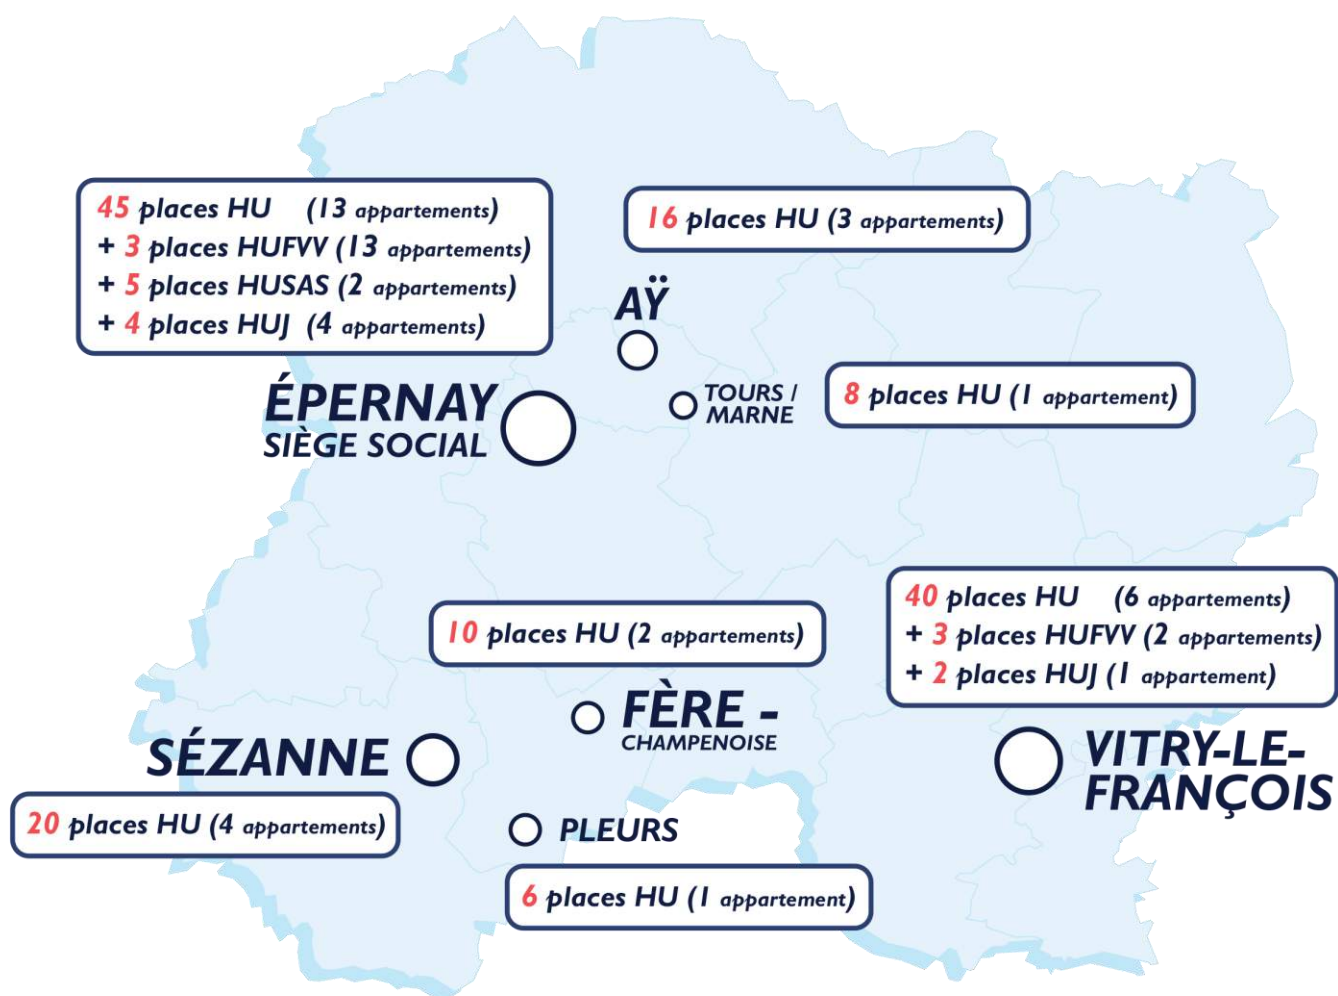 45 places HU (13 appartements)
+ 3 places HUFVV (13 appartements)
+ 5 places HUSAS (2 appartements)
+ 4 places HUJ (4 appartements)
16 places HU (3 appartements)
AŸ
ÉPERNAY
SIÈGE SOCIAL
TOURS /
MARNE
8 places HU (1 appartement)
40 places HU (6 appartements)
+ 3 places HUFVV (2 appartements)
+ 2 places HUJ (1 appartement)
10 places HU (2 appartements)
FÈRE -
CHAMPENOISE
SÉZANNE
VITRY-LE-
FRANÇOIS
20 places HU (4 appartements)
PLEURS
6 places HU (1 appartement)